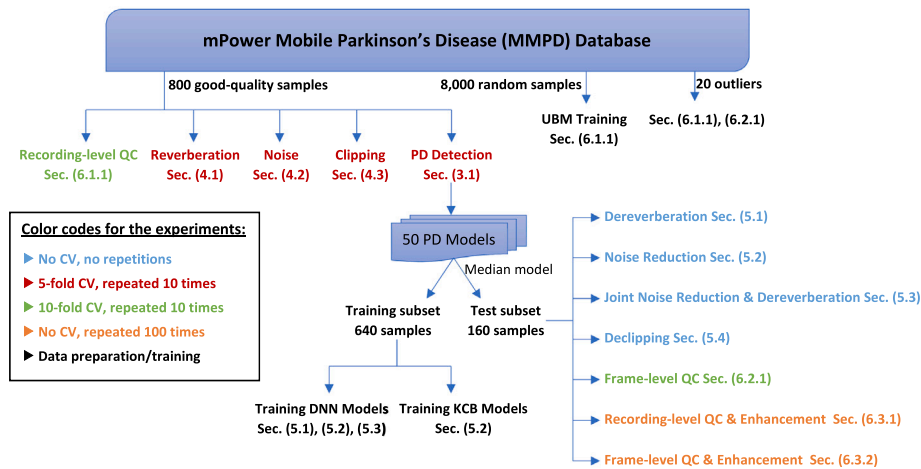 mPower Mobile Parkinson's Disease (MMPD) Database
800 good-quality samples
8,000 random samples
20 outliers
UBM Training
Sec. (6.1.1)
Sec. (6.1.1), (6.2.1)
Recording-level QC
Sec. (6.1.1)
Reverberation
Sec. (4.1)
Noise
Sec. (4.2)
Clipping
Sec. (4.3)
PD Detection
Sec. (3.1)
Color codes for the experiments:
No CV, no repetitions
5-fold CV, repeated 10 times
10-fold CV, repeated 10 times
No CV, repeated 100 times
Data preparation/training
50 PD Models
Median model
Training subset
640 samples
Test subset
160 samples
Training DNN Models
Sec. (5.1), (5.2), (5.3)
Training KCB Models
Sec. (5.2)
Dereverberation Sec. (5.1)
Noise Reduction Sec. (5.2)
Joint Noise Reduction & Dereverberation Sec. (5.3)
Declipping Sec. (5.4)
Frame-level QC Sec. (6.2.1)
Recording-level QC & Enhancement Sec. (6.3.1)
Frame-level QC & Enhancement Sec. (6.3.2)